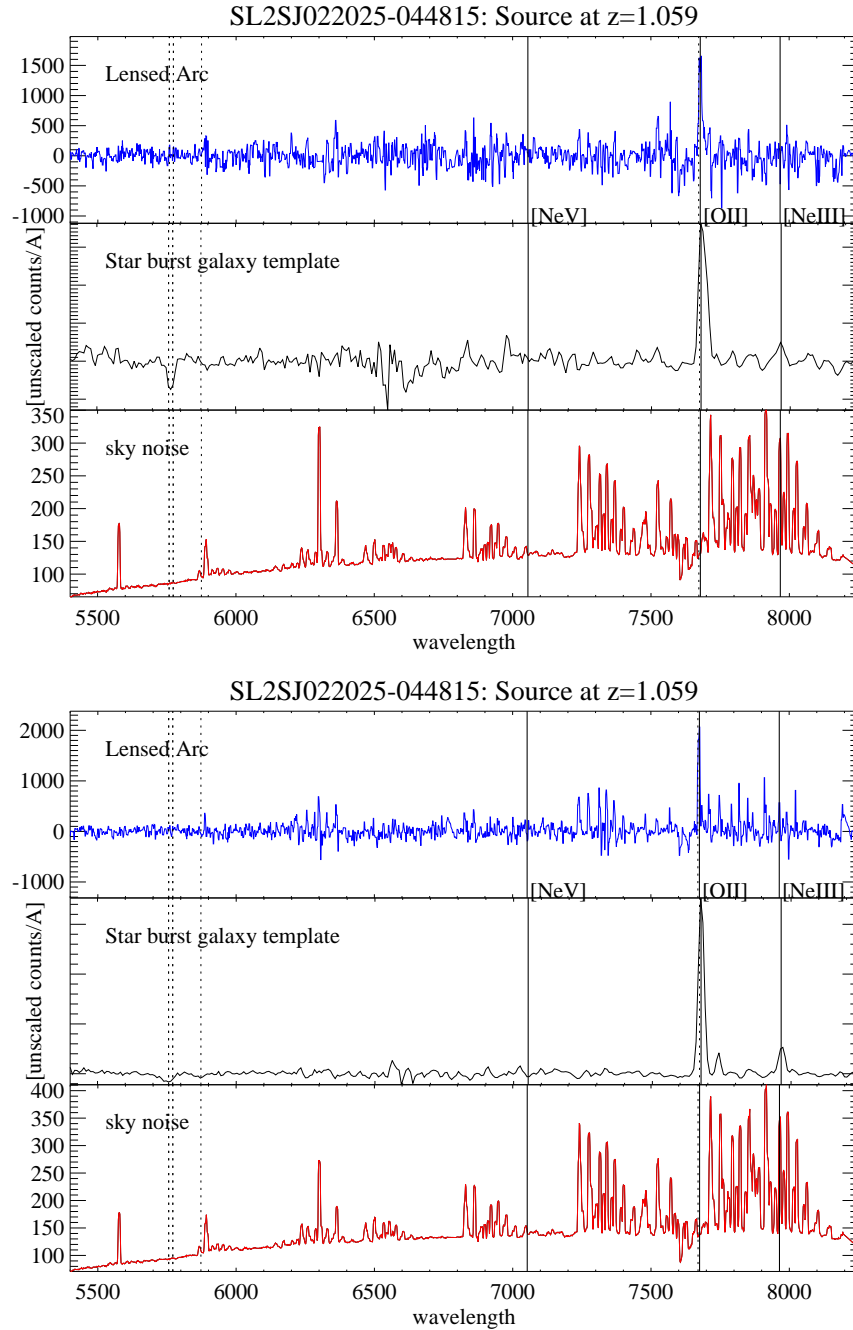 SL2SJ022025-044815: Source at z=1.059
Lensed Arc
1500
1000
500
0
-500
-1000
[NeV]
[OII]
[NeIII]
Star burst galaxy template
[unscaled counts/A]
sky noise
350
300
250
200
150
100
5500 6000 6500 7000 7500 8000
wavelength
SL2SJ022025-044815: Source at z=1.059
Lensed Arc
2000
1000
0
-1000
[NeV]
[OII]
[NeIII]
Star burst galaxy template
[unscaled counts/A]
sky noise
400
350
300
250
200
150
100
5500 6000 6500 7000 7500 8000
wavelength